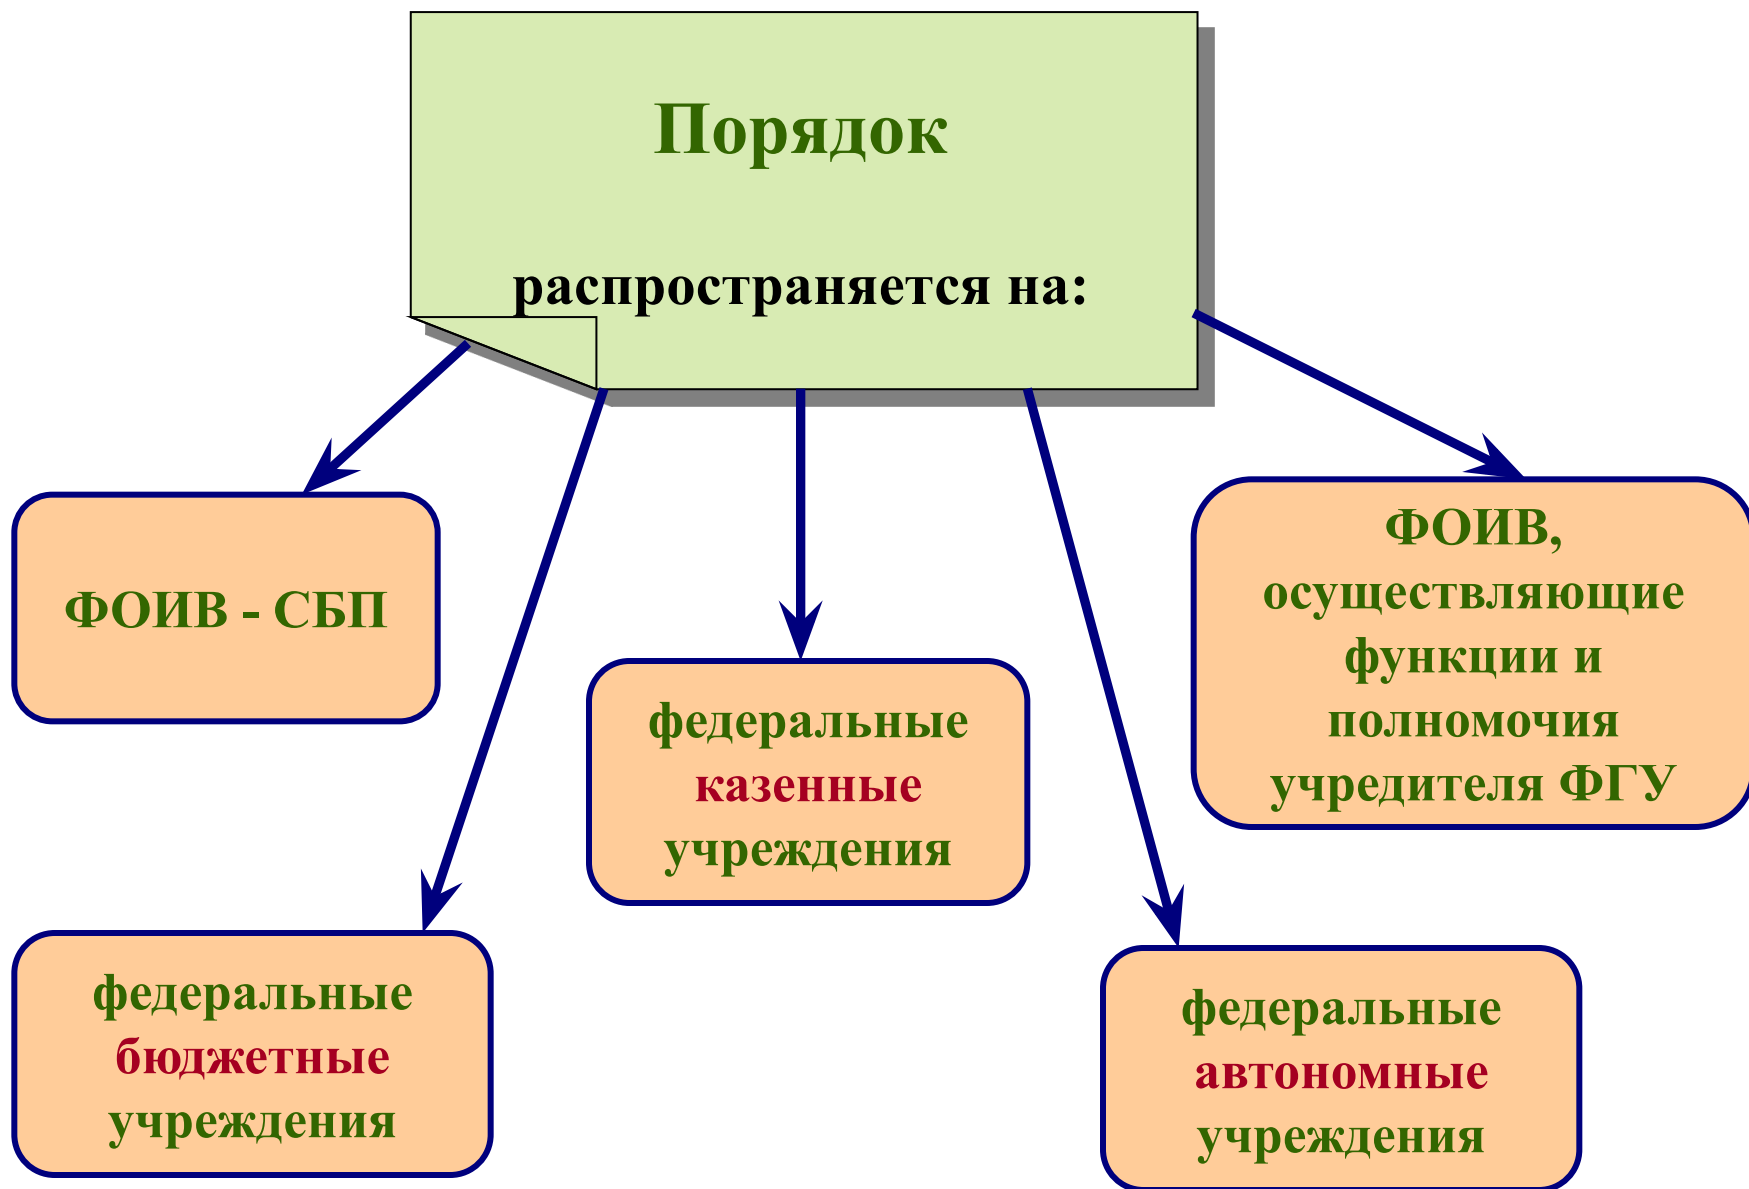 Порядок
распространяется на:
ФОИВ - СБП
федеральные
бюджетные
учреждения
федеральные
казенные
учреждения
федеральные
автономные
учреждения
ФОИВ,
осуществляющие
функции и
полномочия
учредителя ФГУ